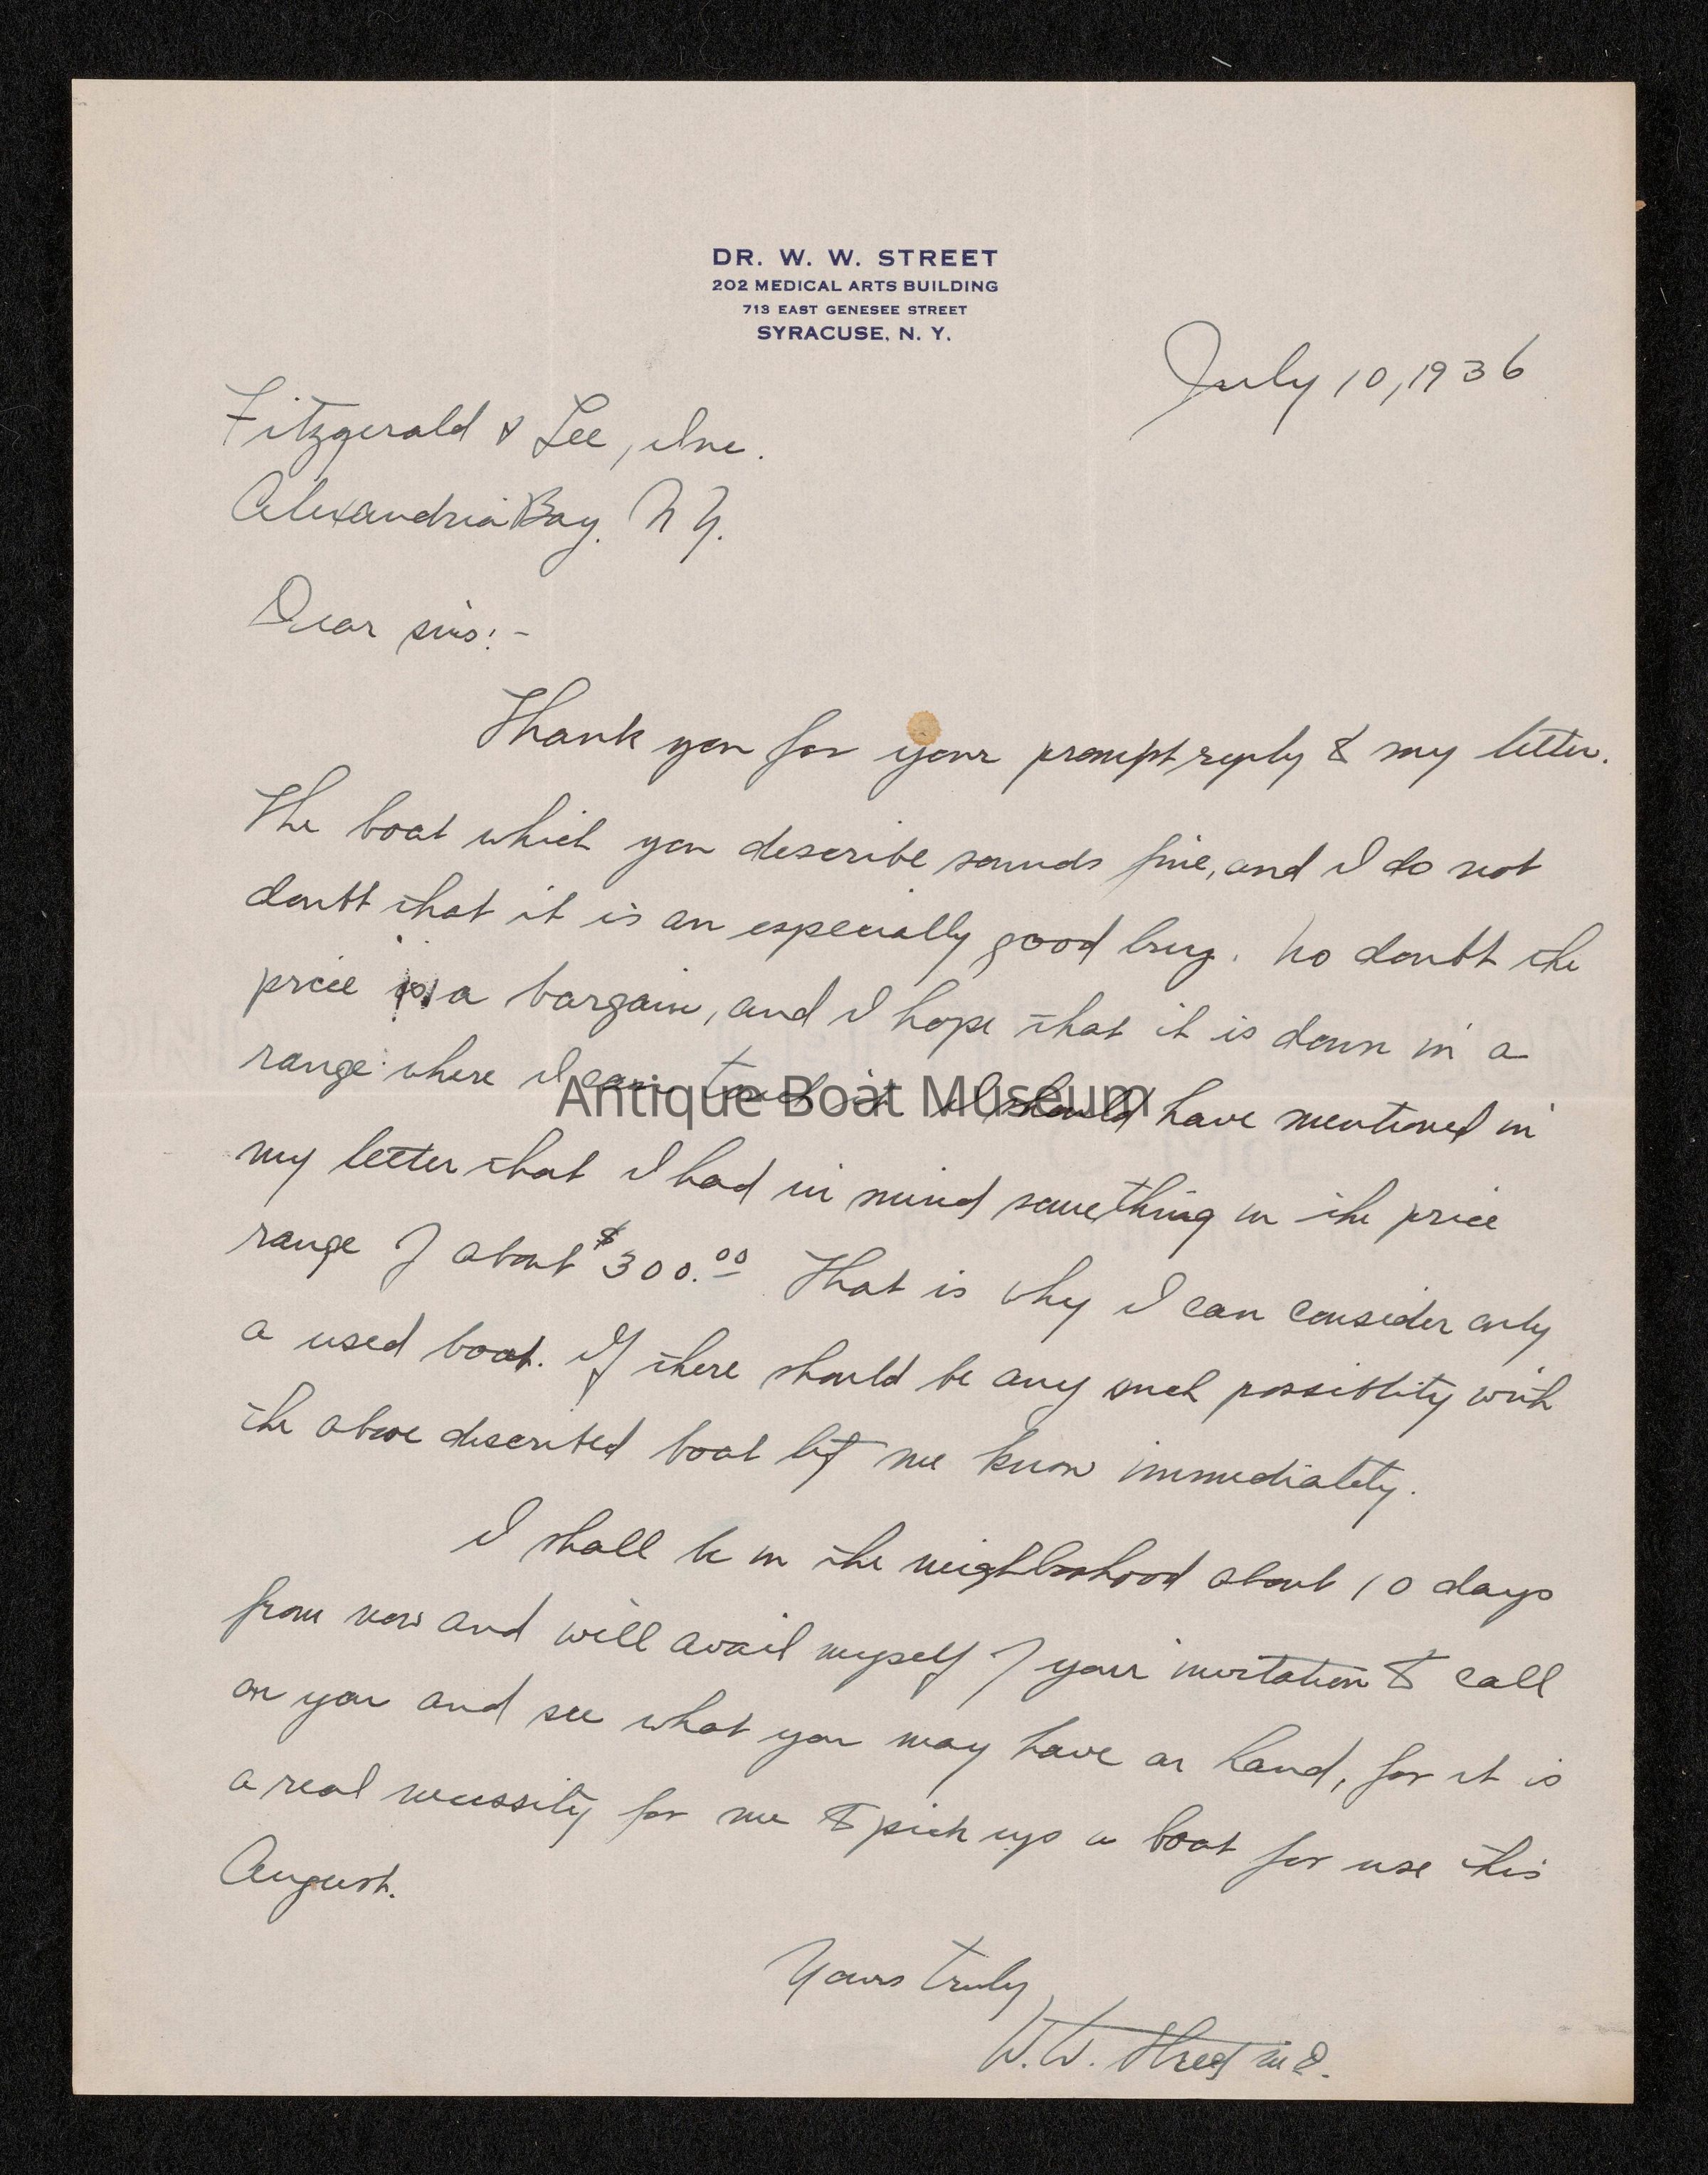 DR. W. W. STREET
202 MEDICAL ARTS BUILDING
713 EAST GENESEE STREET
SYRACUSE, N. Y.
July 10, 1936
Fitzgerald & Lee, Inc.
Alexandria Bay, N Y.
Dear sirs:-
Thank you for your prompt reply to my letter.
The boat which you describe sounds fine, and I do not
doubt that it is an especially good buy. No doubt the
price is a bargain, and I hope that it is down in a
range where I can touch it. I should have mentioned in
my letter that I had in mind something in the price
range of about $300.00 That is why I can consider only
a used boat. If there should be any such possibility with
the above described boat let me know immediately.
I shall be in the neighborhood about 10 days
from now and will avail myself of your invitation to call
on you and see what you may have on hand, for it is
a real necessity for me to pick up a boat for use this
August.
Yours truly
W. W. Street M.D.
Antique Boat Museum